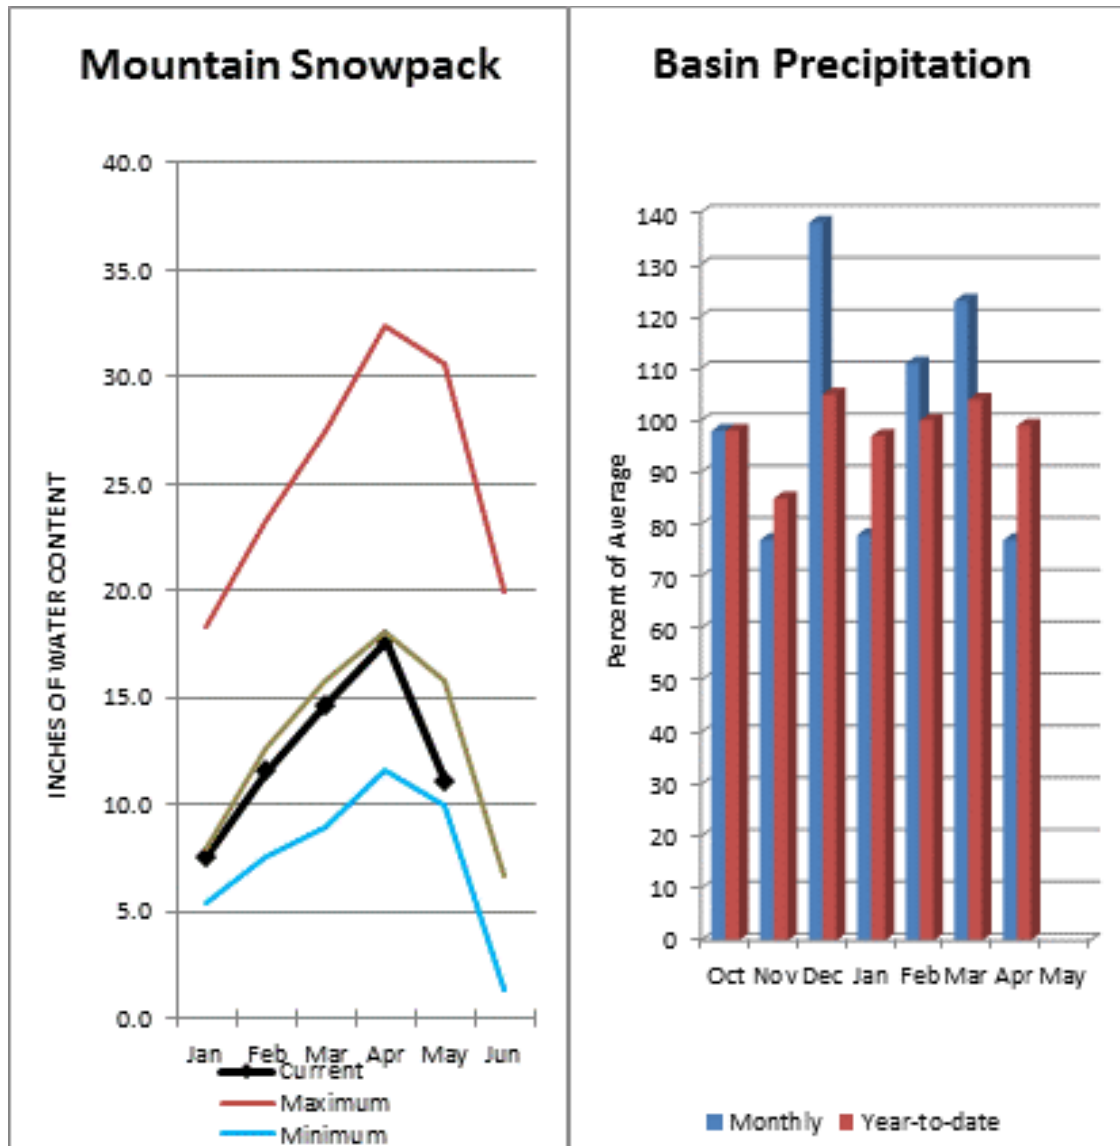 Mountain Snowpack
40.0
35.0
30.0
25.0
20.0
15.0
10.0
5.0
0.0
INCHES OF WATER CONTENT
Jan Feb Mar Apr May Jun
Current
Maximum
Minimum
Basin Precipitation
140
130
120
110
100
90
80
70
60
50
40
30
20
10
0
Percent of Average
Oct Nov Dec Jan Feb Mar Apr May
Monthly Year-to-date